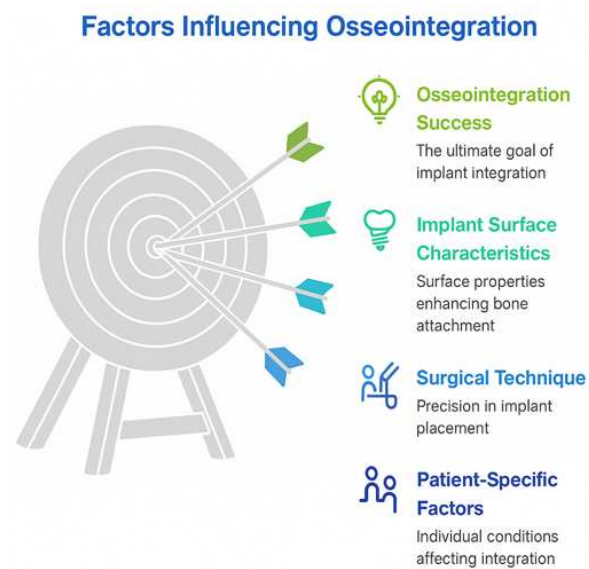 Factors Influencing Osseointegration
Osseointegration
Success
The ultimate goal of
implant integration
Implant Surface
Characteristics
Surface properties
enhancing bone
attachment
Surgical Technique
Precision in implant
placement
Patient-Specific
Factors
Individual conditions
affecting integration